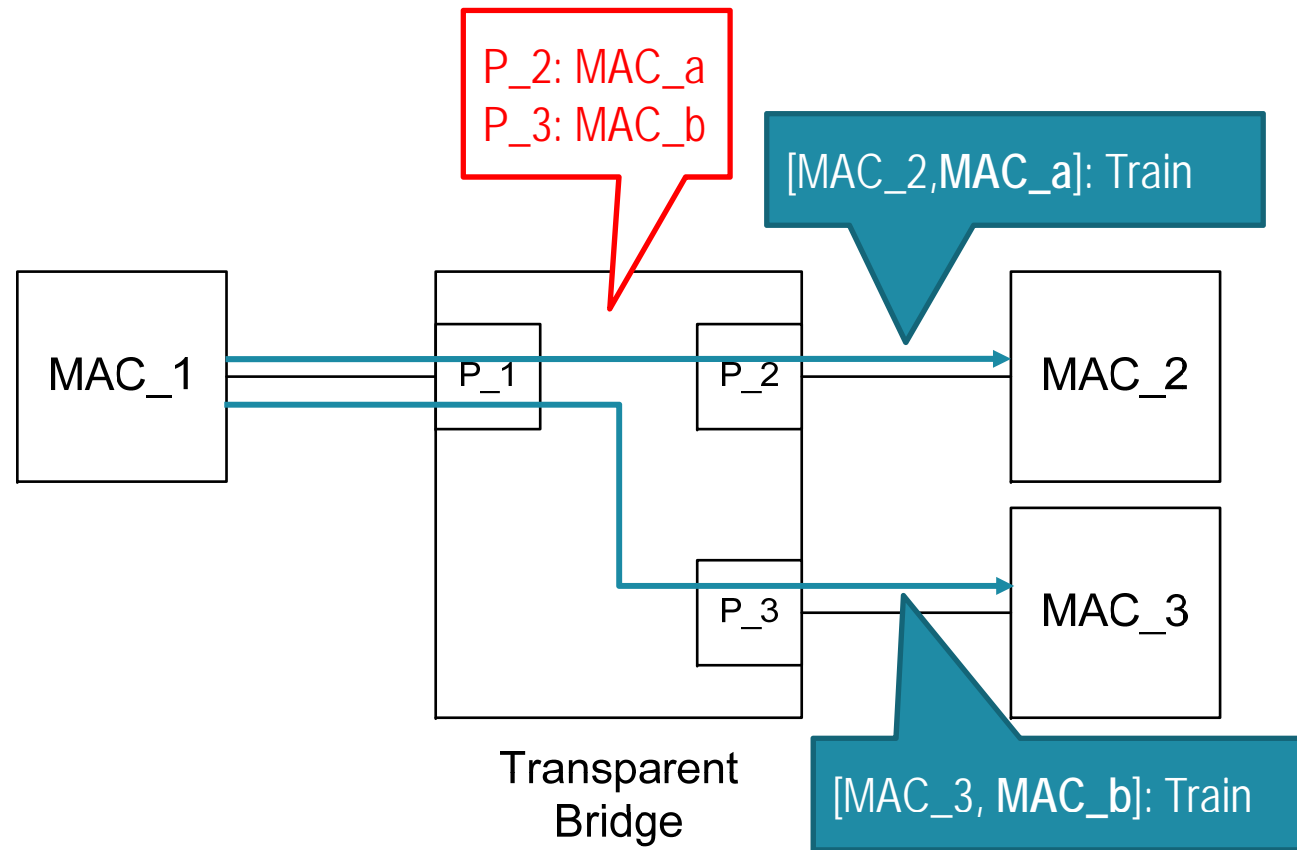 P_2: MAC_a
P_3: MAC_b
[MAC_2,MAC_a]: Train
MAC_1
P_1
P_2
MAC_2
P_3
MAC_3
Transparent
Bridge
[MAC_3, MAC_b]: Train